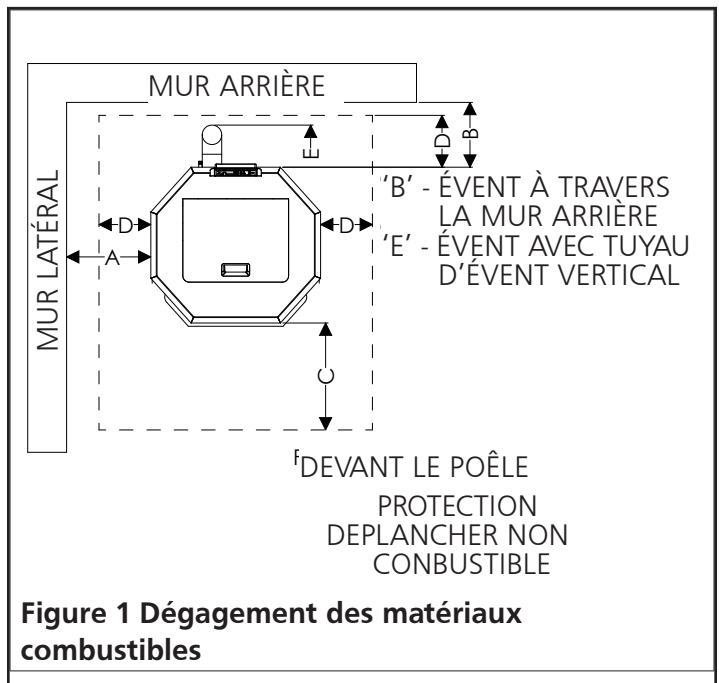 MUR ARRIÈRE
MUR LATÉRAL
D
B
E
D
D
A
C
'B' - ÉVENT À TRAVERS
LA MUR ARRIÈRE
'E' - ÉVENT AVEC TUYAU
D'ÉVENT VERTICAL
DEVANT LE POÊLE
PROTECTION
DEPLANCHER NON
CONBUSTIBLE
Figure 1 Dégagement des matériaux
combustibles